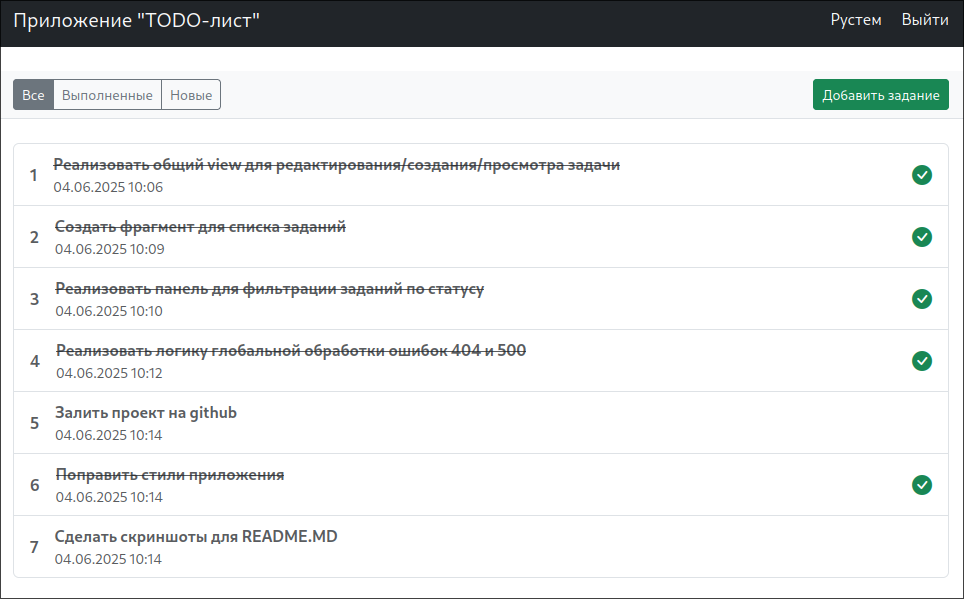 Приложение "TODO-лист"
Рустем
Выйти
Все
Выполненные
Новые
Добавить задание
1
Реализовать общий view для редактирования/создания/просмотра задачи
04.06.2025 10:06
2
Создать фрагмент для списка заданий
04.06.2025 10:09
3
Реализовать панель для фильтрации заданий по статусу
04.06.2025 10:10
4
Реализовать логику глобальной обработки ошибок 404 и 500
04.06.2025 10:12
5
Залить проект на github
04.06.2025 10:14
6
Поправить стили приложения
04.06.2025 10:14
7
Сделать скриншоты для README.MD
04.06.2025 10:14